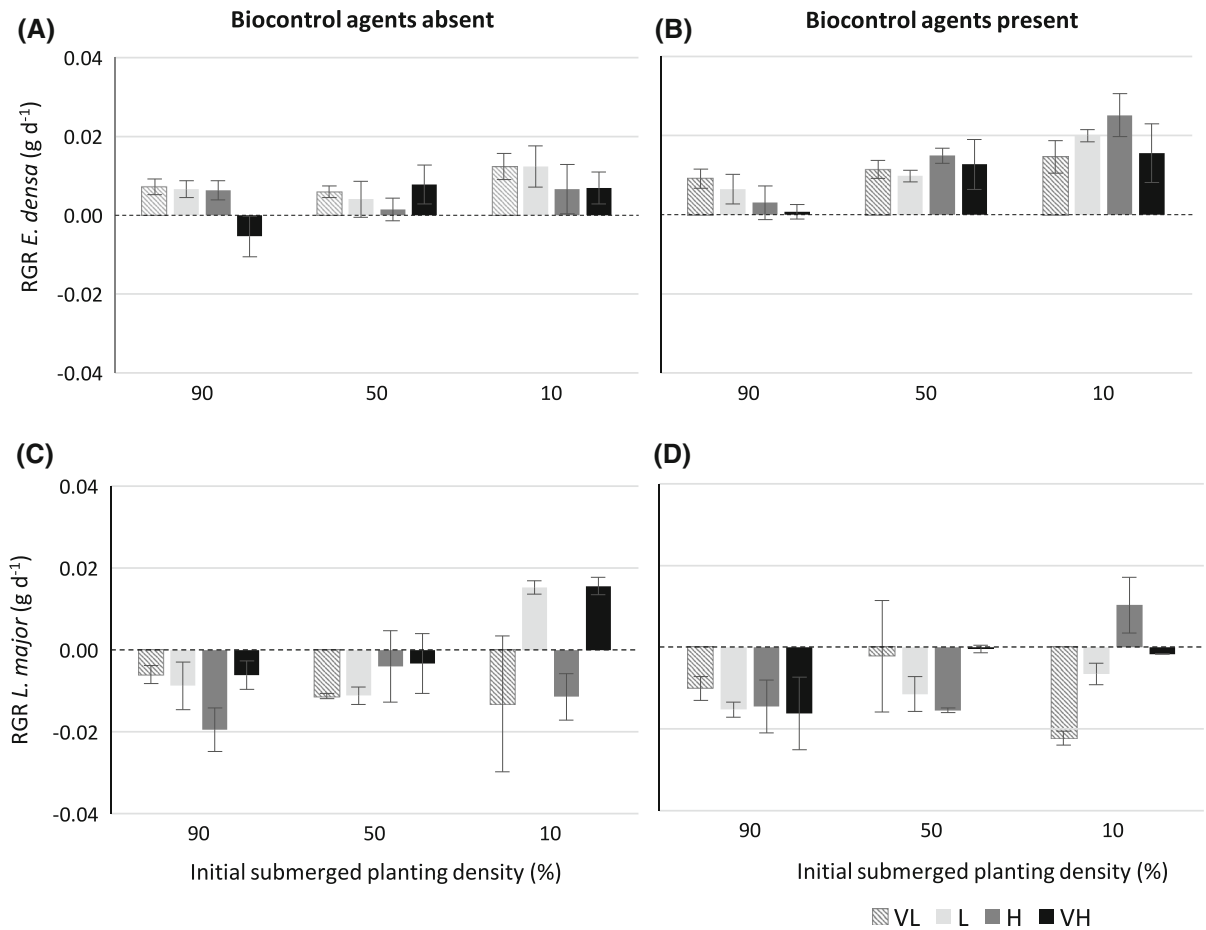 Biocontrol agents absent
Biocontrol agents present
(A)
(B)
RGR E. densa (g d⁻¹)
0.04
0.02
0.00
-0.02
-0.04
90
50
10
90
50
10
(C)
(D)
RGR L. major (g d⁻¹)
0.04
0.02
0.00
-0.02
-0.04
90
50
10
90
50
10
Initial submerged planting density (%)
Initial submerged planting density (%)
VL L H VH